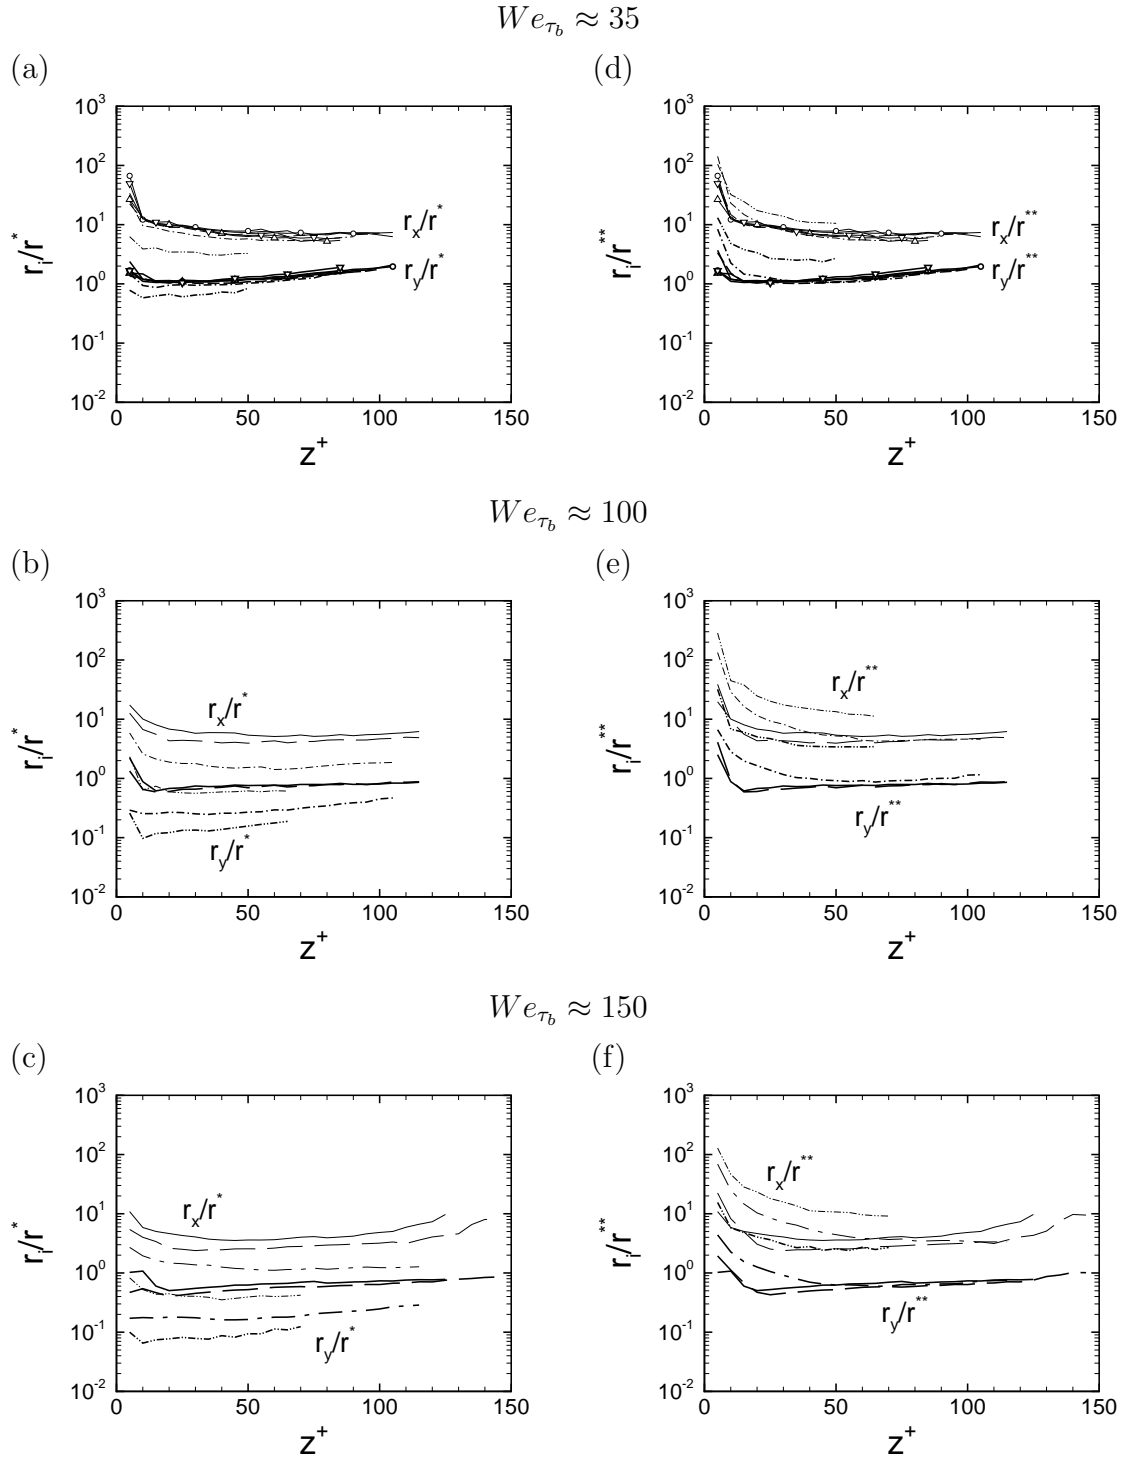 We_{τ_b} ≈ 35
(a)
10^3
10^2
10^1
10^0
10^-1
10^-2
r_i/r^*
r_x/r^*
r_y/r^*
0 50 100 150
z^+
(d)
10^3
10^2
10^1
10^0
10^-1
10^-2
r_i/r^**
r_x/r^**
r_y/r^**
0 50 100 150
z^+
We_{τ_b} ≈ 100
(b)
10^3
10^2
10^1
10^0
10^-1
10^-2
r_i/r^*
r_x/r^*
r_y/r^*
0 50 100 150
z^+
(e)
10^3
10^2
10^1
10^0
10^-1
10^-2
r_i/r^**
r_x/r^**
r_y/r^**
0 50 100 150
z^+
We_{τ_b} ≈ 150
(c)
10^3
10^2
10^1
10^0
10^-1
10^-2
r_i/r^*
r_x/r^*
r_y/r^*
0 50 100 150
z^+
(f)
10^3
10^2
10^1
10^0
10^-1
10^-2
r_i/r^**
r_x/r^**
r_y/r^**
0 50 100 150
z^+